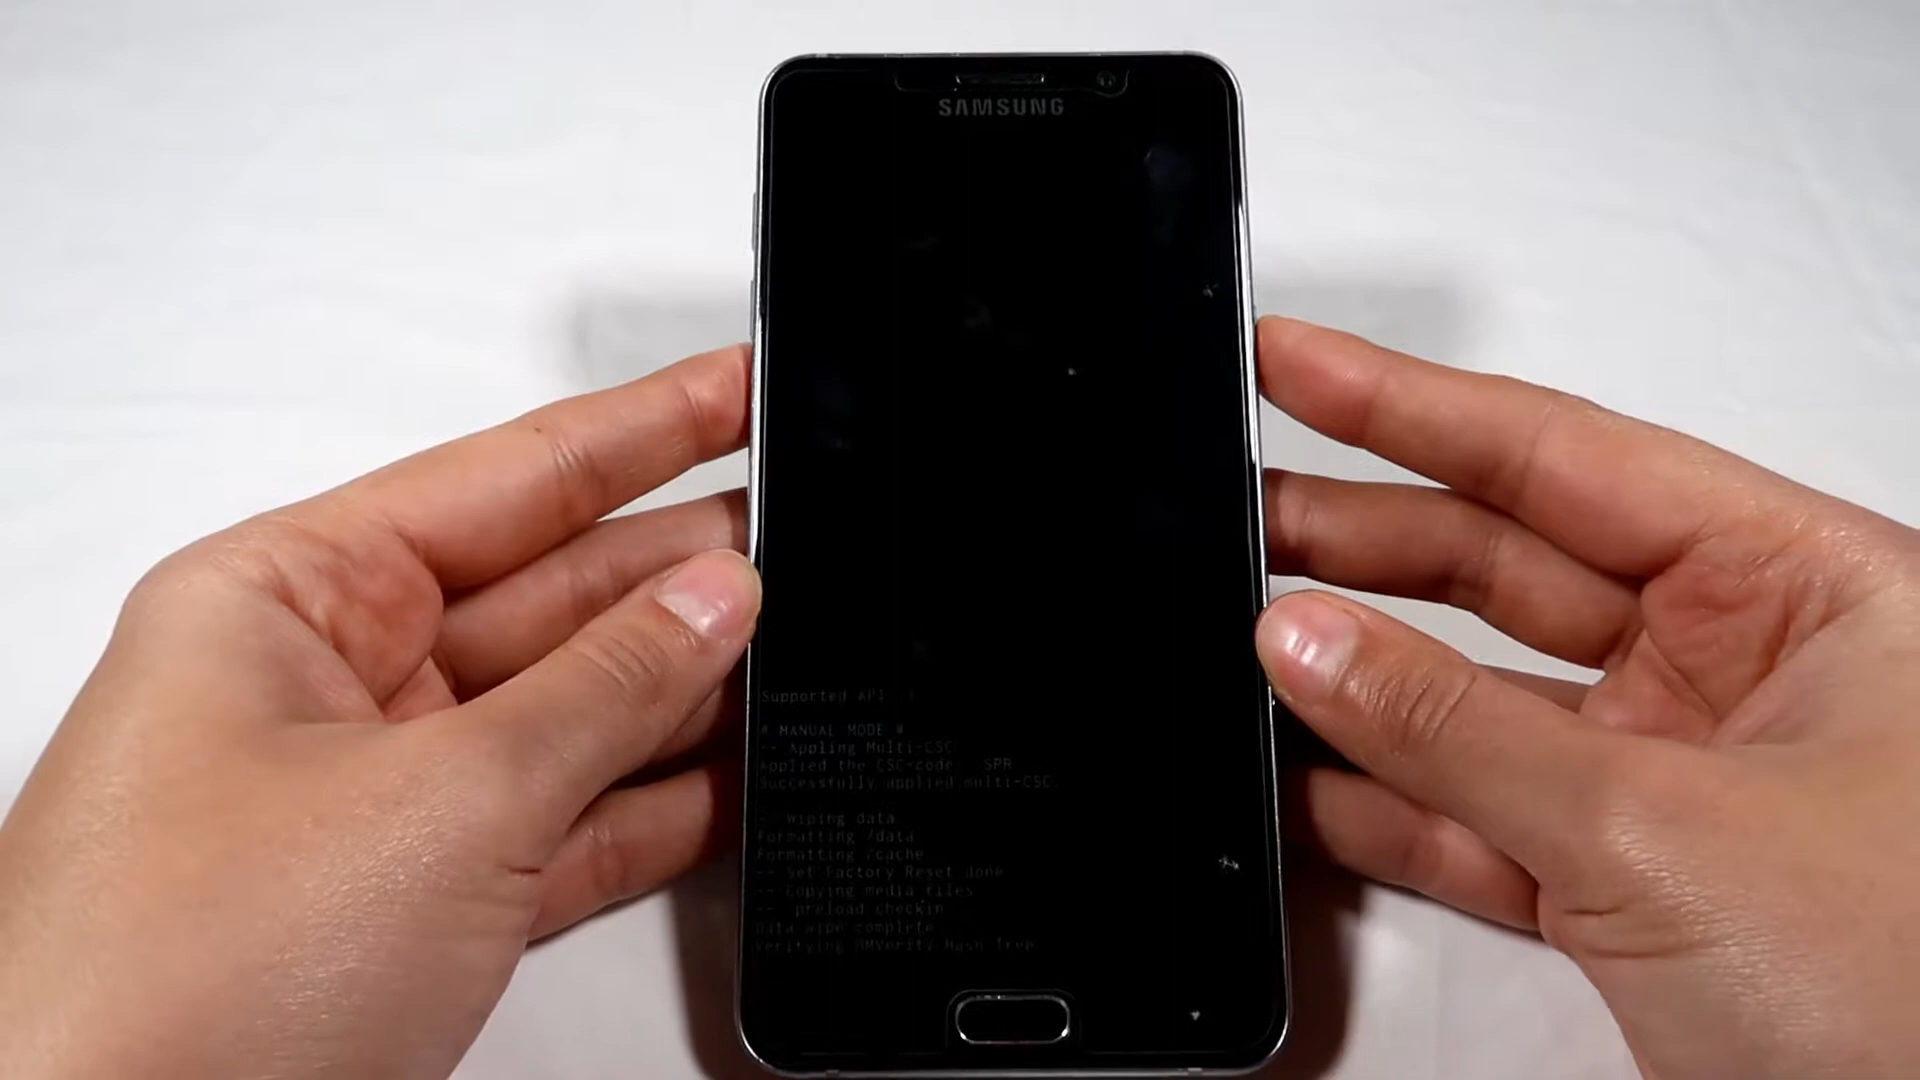 SAMSUNG
Supported API: 3
# MANUAL MODE #
-- Appling Multi-CSC
Applied the CSC-code : SPR
Successfully applied multi-CSC.
-- Wiping data
Formatting /data
Formatting /cache
-- Set Factory Reset done
-- Copying media files
-- preload checkin
Data wipe complete
Verifying DMVerity Hash Tree